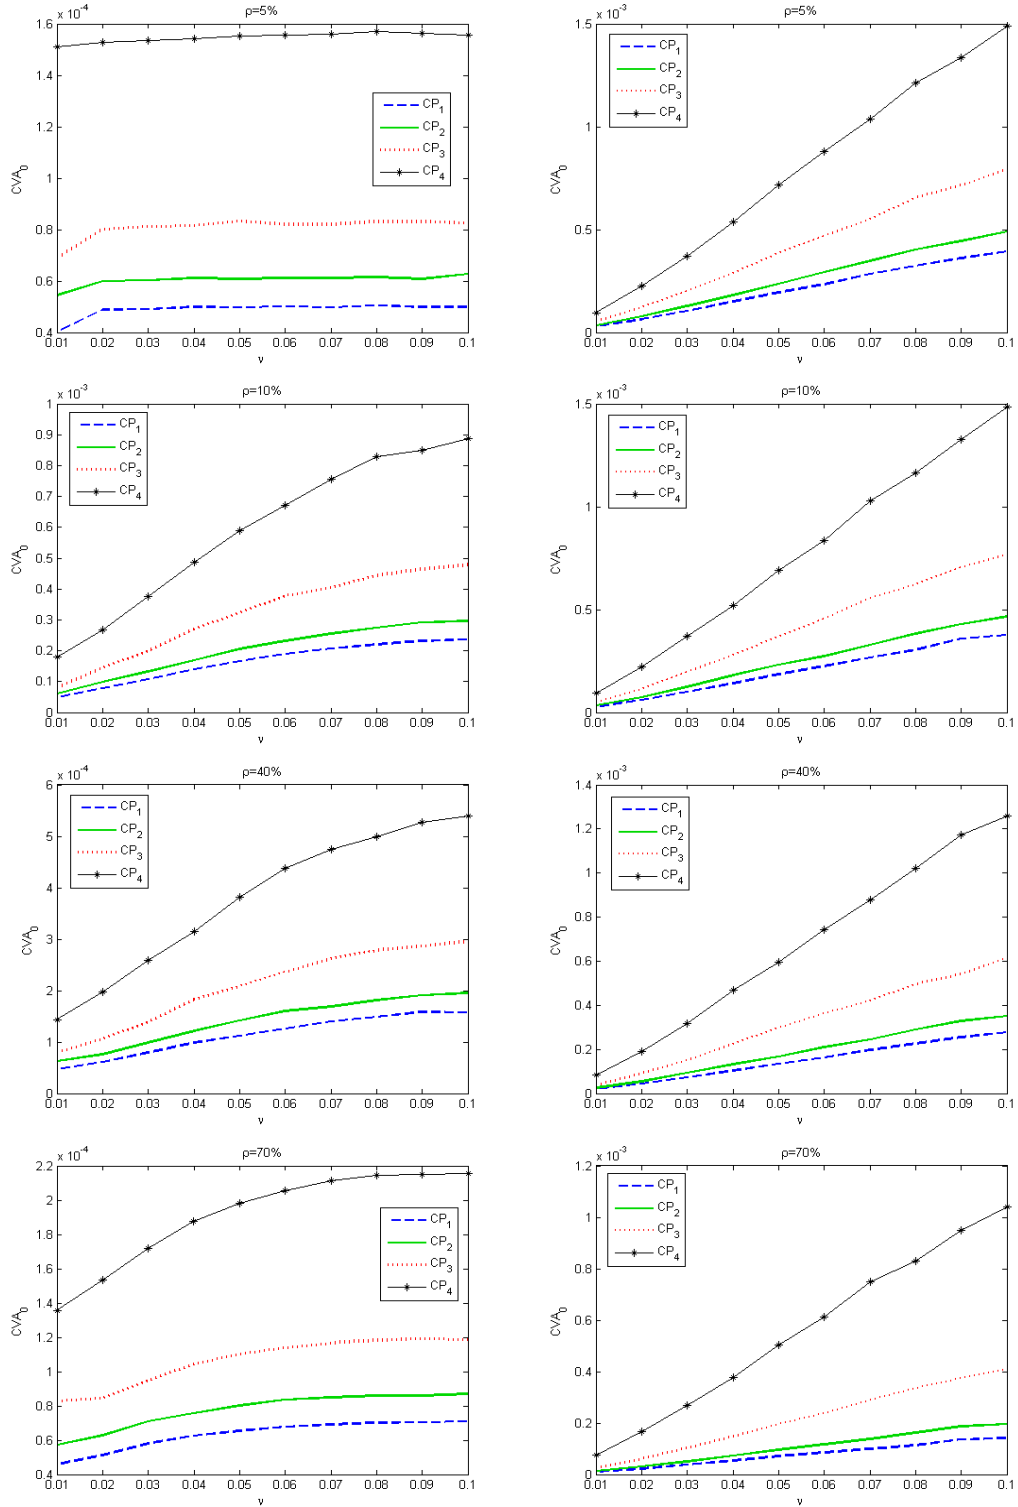 x 10⁻⁴
ρ=5%
1.6
1.4
1.2
1
0.8
0.6
0.4
CVA₀
CP₁
CP₂
CP₃
CP₄
0.01 0.02 0.03 0.04 0.05 0.06 0.07 0.08 0.09 0.1
ν
x 10⁻³
ρ=5%
1.5
1
0.5
0
CVA₀
CP₁
CP₂
CP₃
CP₄
0.01 0.02 0.03 0.04 0.05 0.06 0.07 0.08 0.09 0.1
ν
x 10⁻³
ρ=10%
1
0.9
0.8
0.7
0.6
0.5
0.4
0.3
0.2
0.1
0
CVA₀
CP₁
CP₂
CP₃
CP₄
0.01 0.02 0.03 0.04 0.05 0.06 0.07 0.08 0.09 0.1
ν
x 10⁻³
ρ=10%
1.5
1
0.5
0
CVA₀
CP₁
CP₂
CP₃
CP₄
0.01 0.02 0.03 0.04 0.05 0.06 0.07 0.08 0.09 0.1
ν
x 10⁻⁴
ρ=40%
6
5
4
3
2
1
0
CVA₀
CP₁
CP₂
CP₃
CP₄
0.01 0.02 0.03 0.04 0.05 0.06 0.07 0.08 0.09 0.1
ν
x 10⁻³
ρ=40%
1.4
1.2
1
0.8
0.6
0.4
0.2
0
CVA₀
CP₁
CP₂
CP₃
CP₄
0.01 0.02 0.03 0.04 0.05 0.06 0.07 0.08 0.09 0.1
ν
x 10⁻⁴
ρ=70%
2.2
2
1.8
1.6
1.4
1.2
1
0.8
0.6
0.4
CVA₀
CP₁
CP₂
CP₃
CP₄
0.01 0.02 0.03 0.04 0.05 0.06 0.07 0.08 0.09 0.1
ν
x 10⁻³
ρ=70%
1.2
1
0.8
0.6
0.4
0.2
0
CVA₀
CP₁
CP₂
CP₃
CP₄
0.01 0.02 0.03 0.04 0.05 0.06 0.07 0.08 0.09 0.1
ν